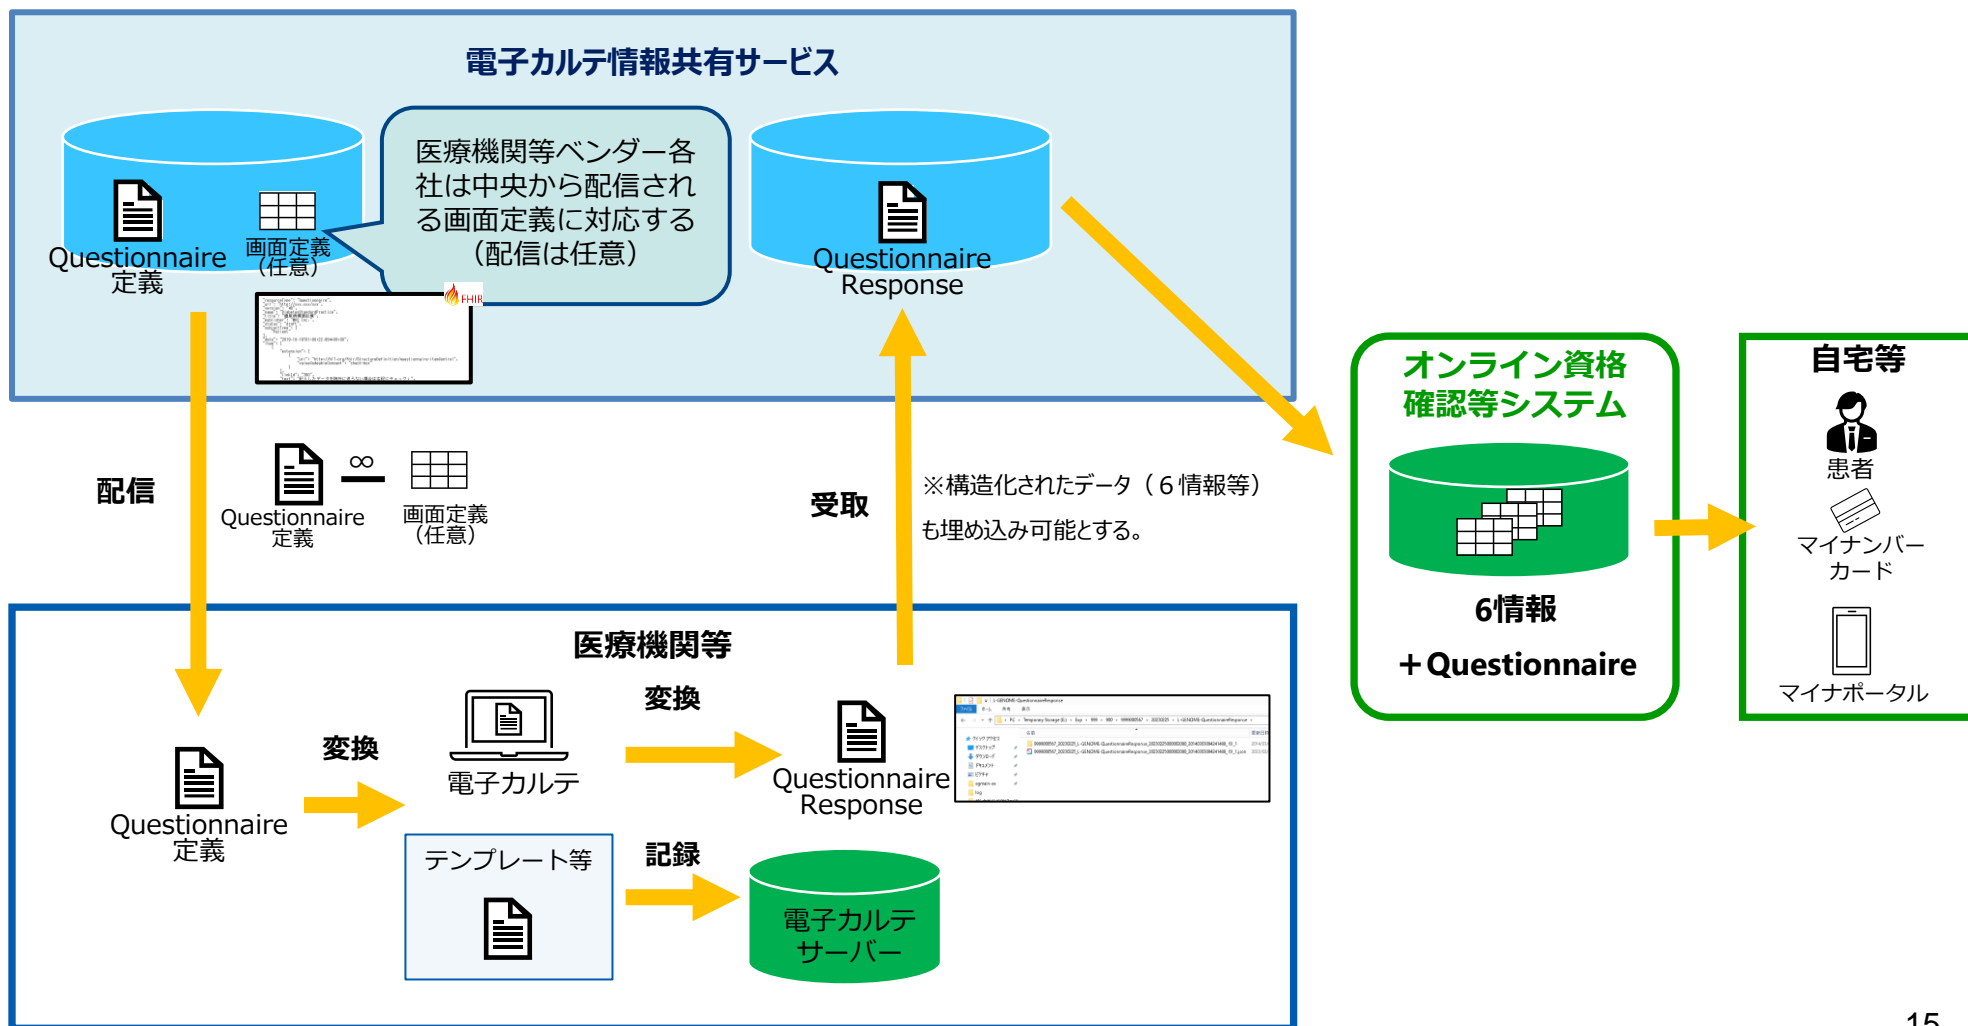 電子カルテ情報共有サービス
医療機関等ベンダー各
社は中央から配信され
る画面定義に対応する
（配信は任意）
Questionnaire
定義
画面定義
（任意）
FHIR
Questionnaire
Response
配信
Questionnaire
定義
∞
画面定義
（任意）
受取
※構造化されたデータ（６情報等）
も埋め込み可能とする。
オンライン資格
確認等システム
6情報
＋Questionnaire
自宅等
患者
マイナンバー
カード
マイナポータル
医療機関等
Questionnaire
定義
変換
電子カルテ
変換
Questionnaire
Response
テンプレート等
記録
電子カルテ
サーバー
15